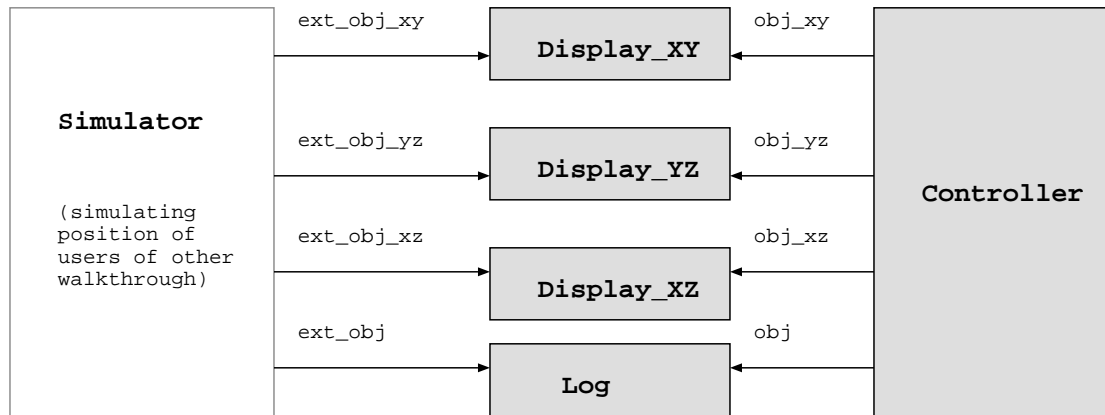 ext_obj_xy
obj_xy
Display_XY
Simulator
ext_obj_yz
obj_yz
Display_YZ
Controller
(simulating
position of
users of other
walkthrough)
ext_obj_xz
obj_xz
Display_XZ
ext_obj
obj
Log